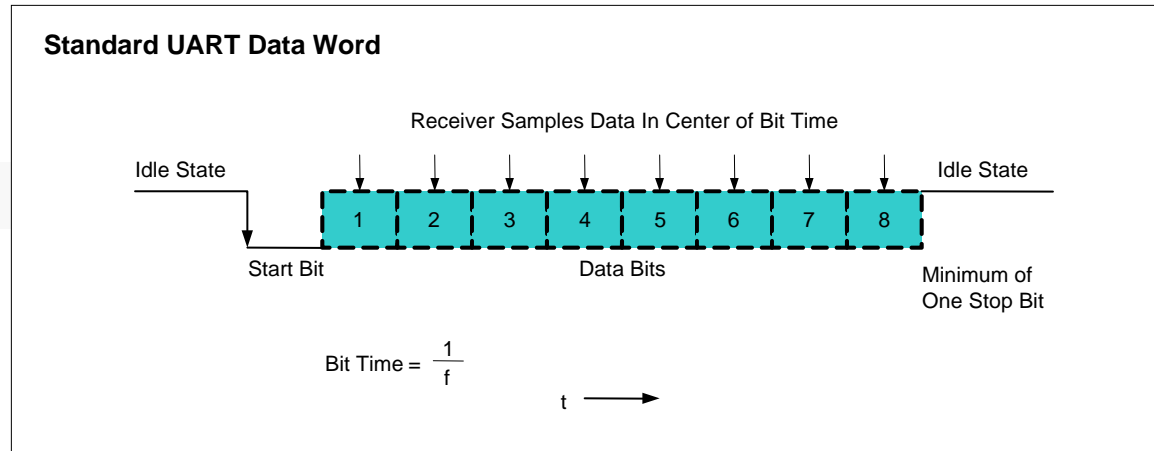 Standard UART Data Word
Receiver Samples Data In Center of Bit Time
Idle State
Idle State
1 2 3 4 5 6 7 8
Start Bit
Data Bits
Minimum of
One Stop Bit
Bit Time = 1
f
t